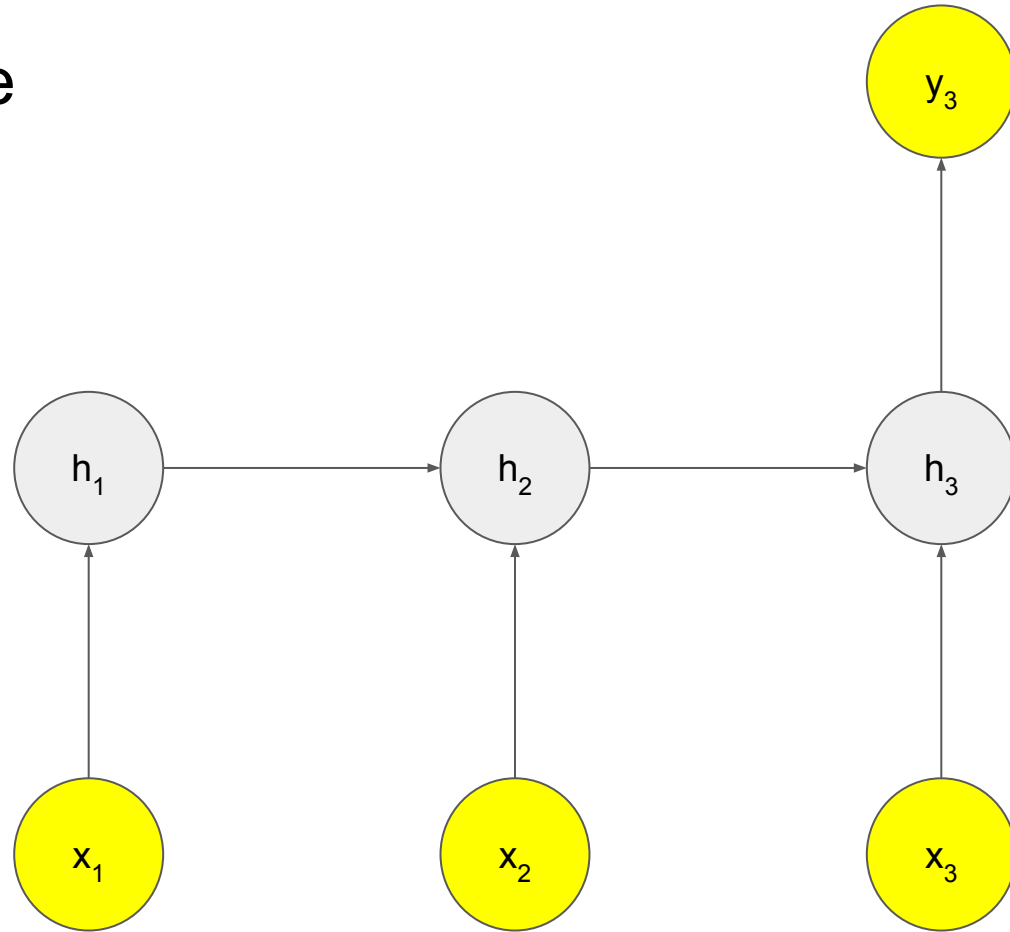 e
y₃
h₁ h₂ h₃
x₁ x₂ x₃